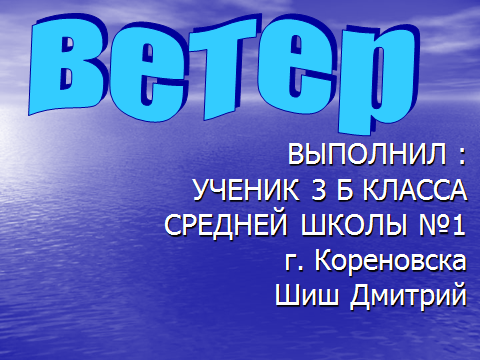 ветер
ВЫПОЛНИЛ :
УЧЕНИК 3 Б КЛАССА
СРЕДНЕЙ ШКОЛЫ №1
г. Кореновска
Шиш Дмитрий